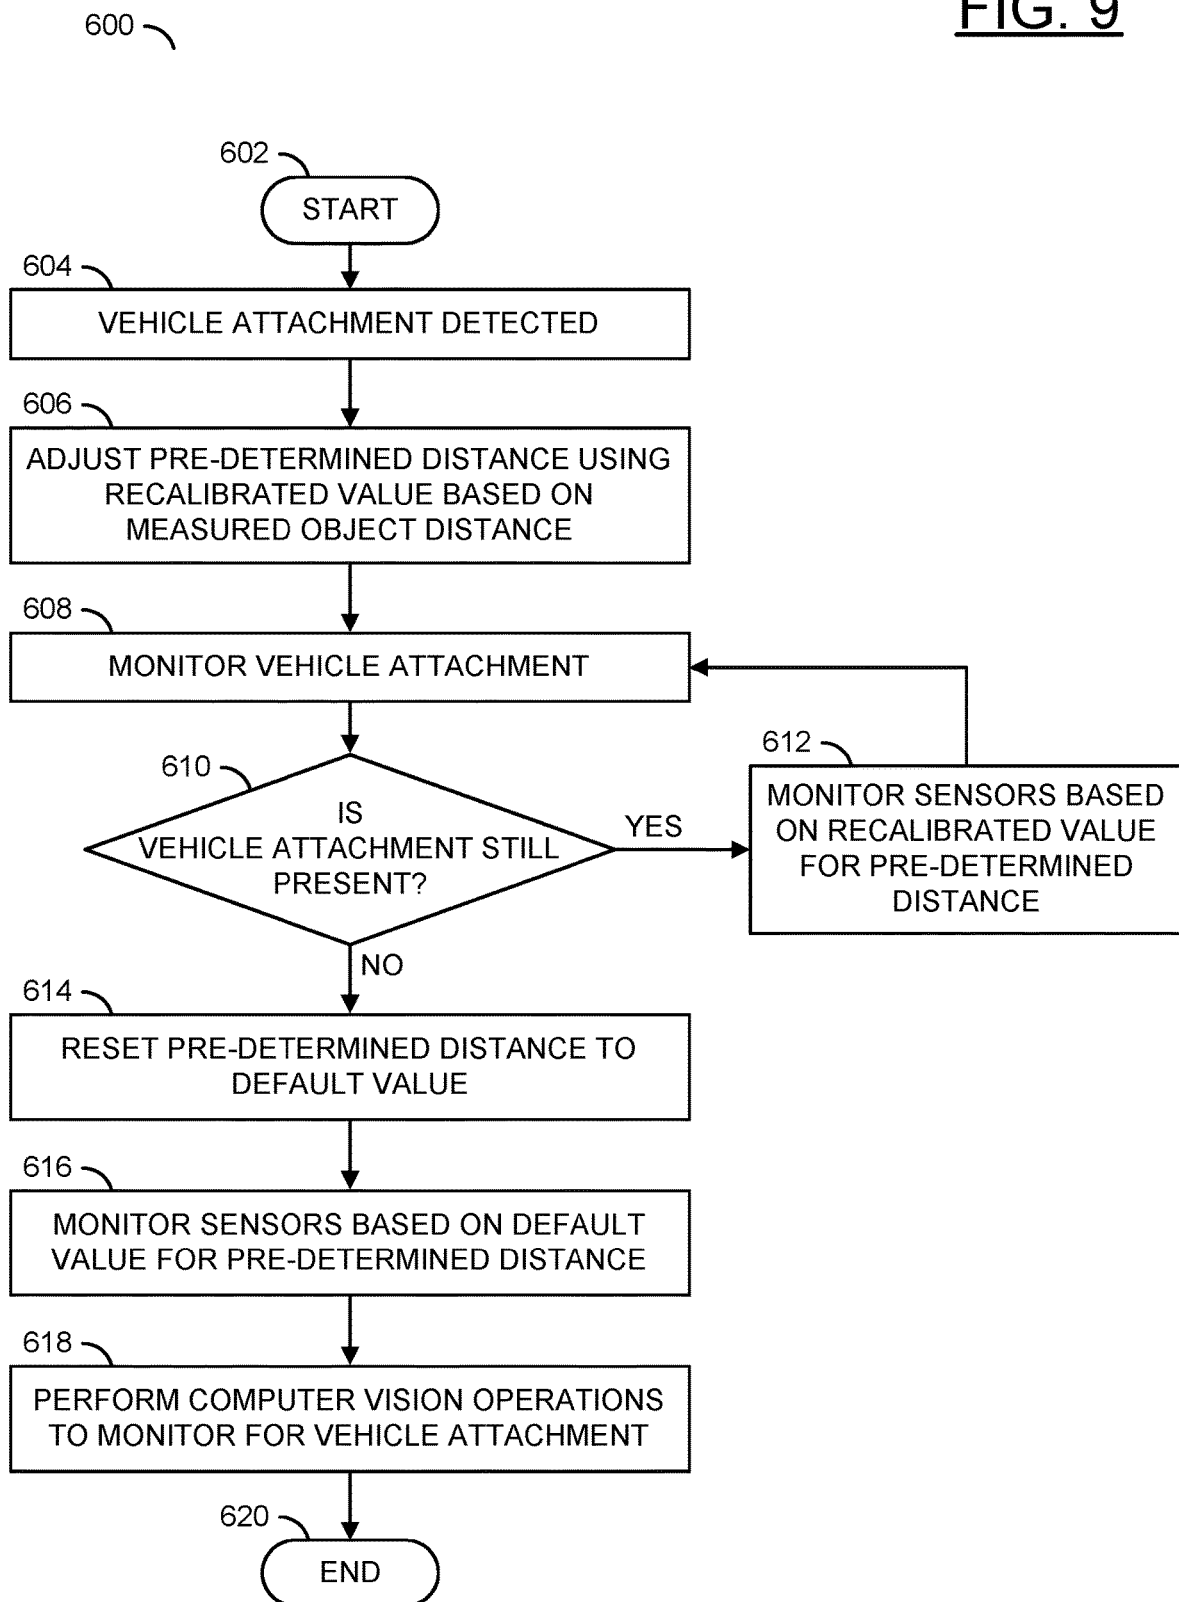 600
FIG. 9
602
START
604
VEHICLE ATTACHMENT DETECTED
606
ADJUST PRE-DETERMINED DISTANCE USING
RECALIBRATED VALUE BASED ON
MEASURED OBJECT DISTANCE
608
MONITOR VEHICLE ATTACHMENT
610
IS
VEHICLE ATTACHMENT STILL
PRESENT?
YES
612
MONITOR SENSORS BASED
ON RECALIBRATED VALUE
FOR PRE-DETERMINED
DISTANCE
NO
614
RESET PRE-DETERMINED DISTANCE TO
DEFAULT VALUE
616
MONITOR SENSORS BASED ON DEFAULT
VALUE FOR PRE-DETERMINED DISTANCE
618
PERFORM COMPUTER VISION OPERATIONS
TO MONITOR FOR VEHICLE ATTACHMENT
620
END